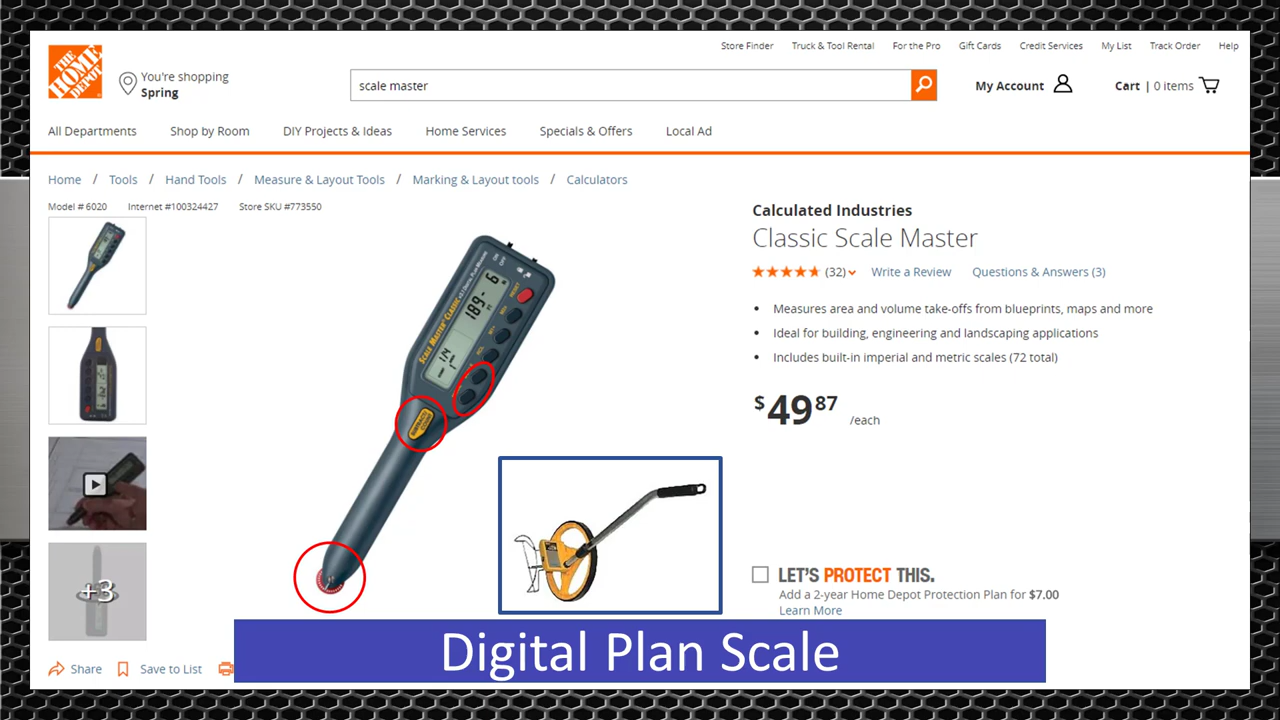 Store Finder Truck & Tool Rental For the Pro Gift Cards Credit Services My List Track Order Help
THE
HOME
DEPOT
You're shopping
Spring
scale master
My Account
Cart | 0 items
All Departments Shop by Room DIY Projects & Ideas Home Services Specials & Offers Local Ad
Home / Tools / Hand Tools / Measure & Layout Tools / Marking & Layout tools / Calculators
Model # 6020 Internet #100324427 Store SKU #773550
Calculated Industries
Classic Scale Master
(32) Write a Review Questions & Answers (3)
• Measures area and volume take-offs from blueprints, maps and more
• Ideal for building, engineering and landscaping applications
• Includes built-in imperial and metric scales (72 total)
$49 87 /each
SCALE MASTER CLASSIC
189-6
+3
LET'S PROTECT THIS.
Add a 2-year Home Depot Protection Plan for $7.00
Learn More
Digital Plan Scale
Share Save to List